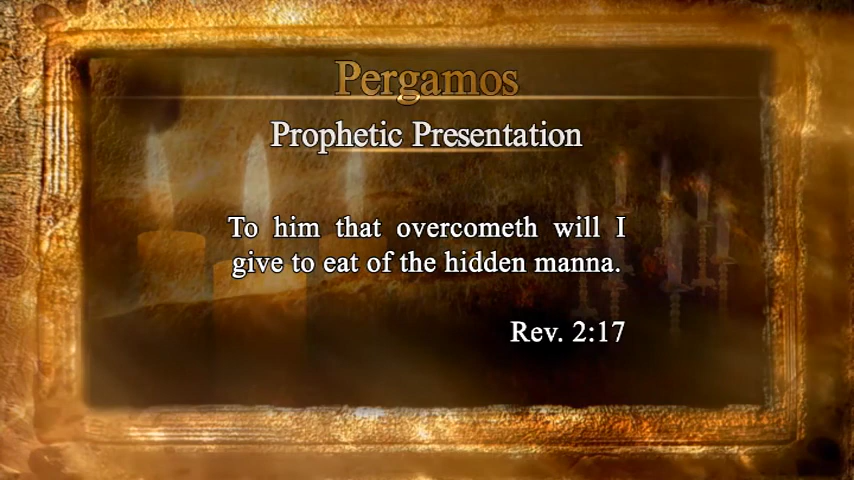 Pergamos
Prophetic Presentation
To him that overcometh will I
give to eat of the hidden manna.
Rev. 2:17